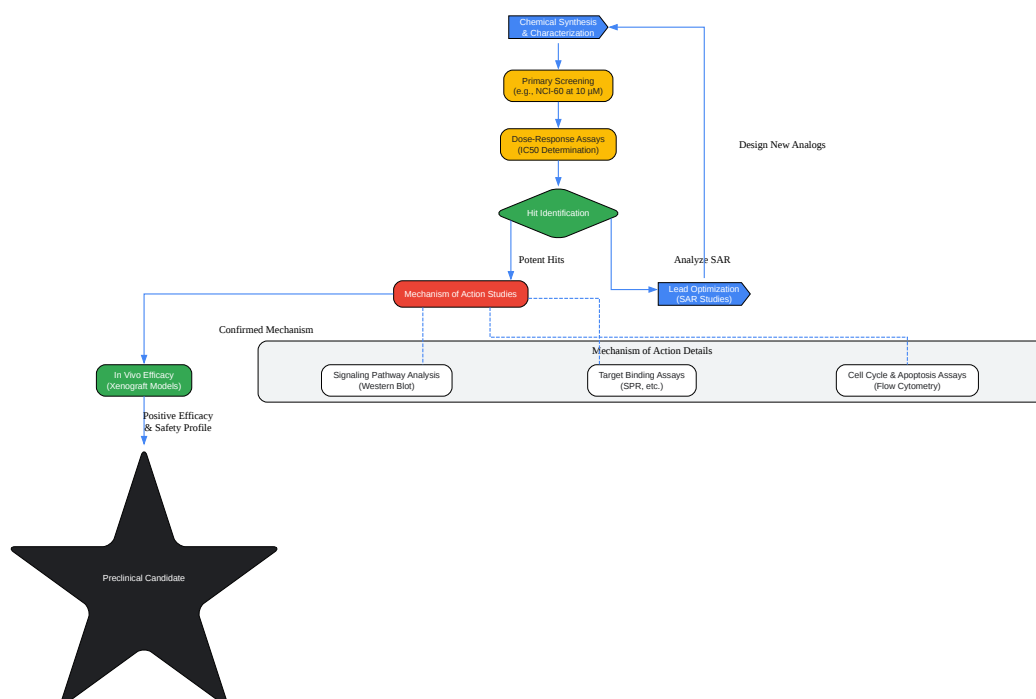 Chemical Synthesis
& Characterization
Primary Screening
(e.g., NCI-60 at 10 µM)
Dose-Response Assays
(IC50 Determination)
Design New Analogs
Hit Identification
Potent Hits
Analyze SAR
Mechanism of Action Studies
Lead Optimization
(SAR Studies)
Confirmed Mechanism
Mechanism of Action Details
In Vivo Efficacy
(Xenograft Models)
Signaling Pathway Analysis
(Western Blot)
Target Binding Assays
(SPR, etc.)
Cell Cycle & Apoptosis Assays
(Flow Cytometry)
Positive Efficacy
& Safety Profile
Preclinical Candidate